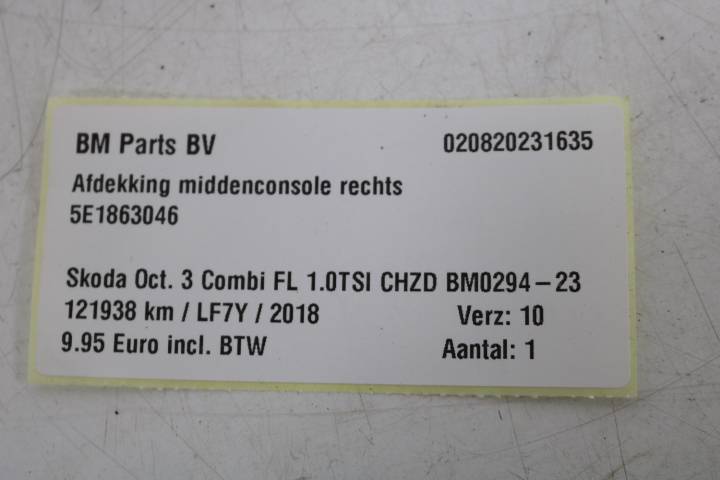 BM Parts BV 020820231635
Afdekking middenconsole rechts
5E1863046
Skoda Oct. 3 Combi FL 1.0TSI CHZD BM0294-23
121938 km / LF7Y / 2018 Verz: 10
9.95 Euro incl. BTW Aantal: 1